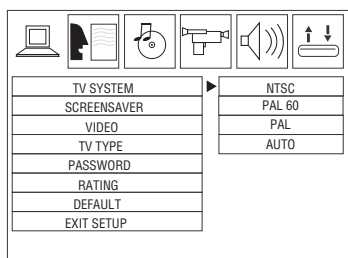 TV SYSTEM
SCREENSAVER
VIDEO
TV TYPE
PASSWORD
RATING
DEFAULT
EXIT SETUP
NTSC
PAL 60
PAL
AUTO